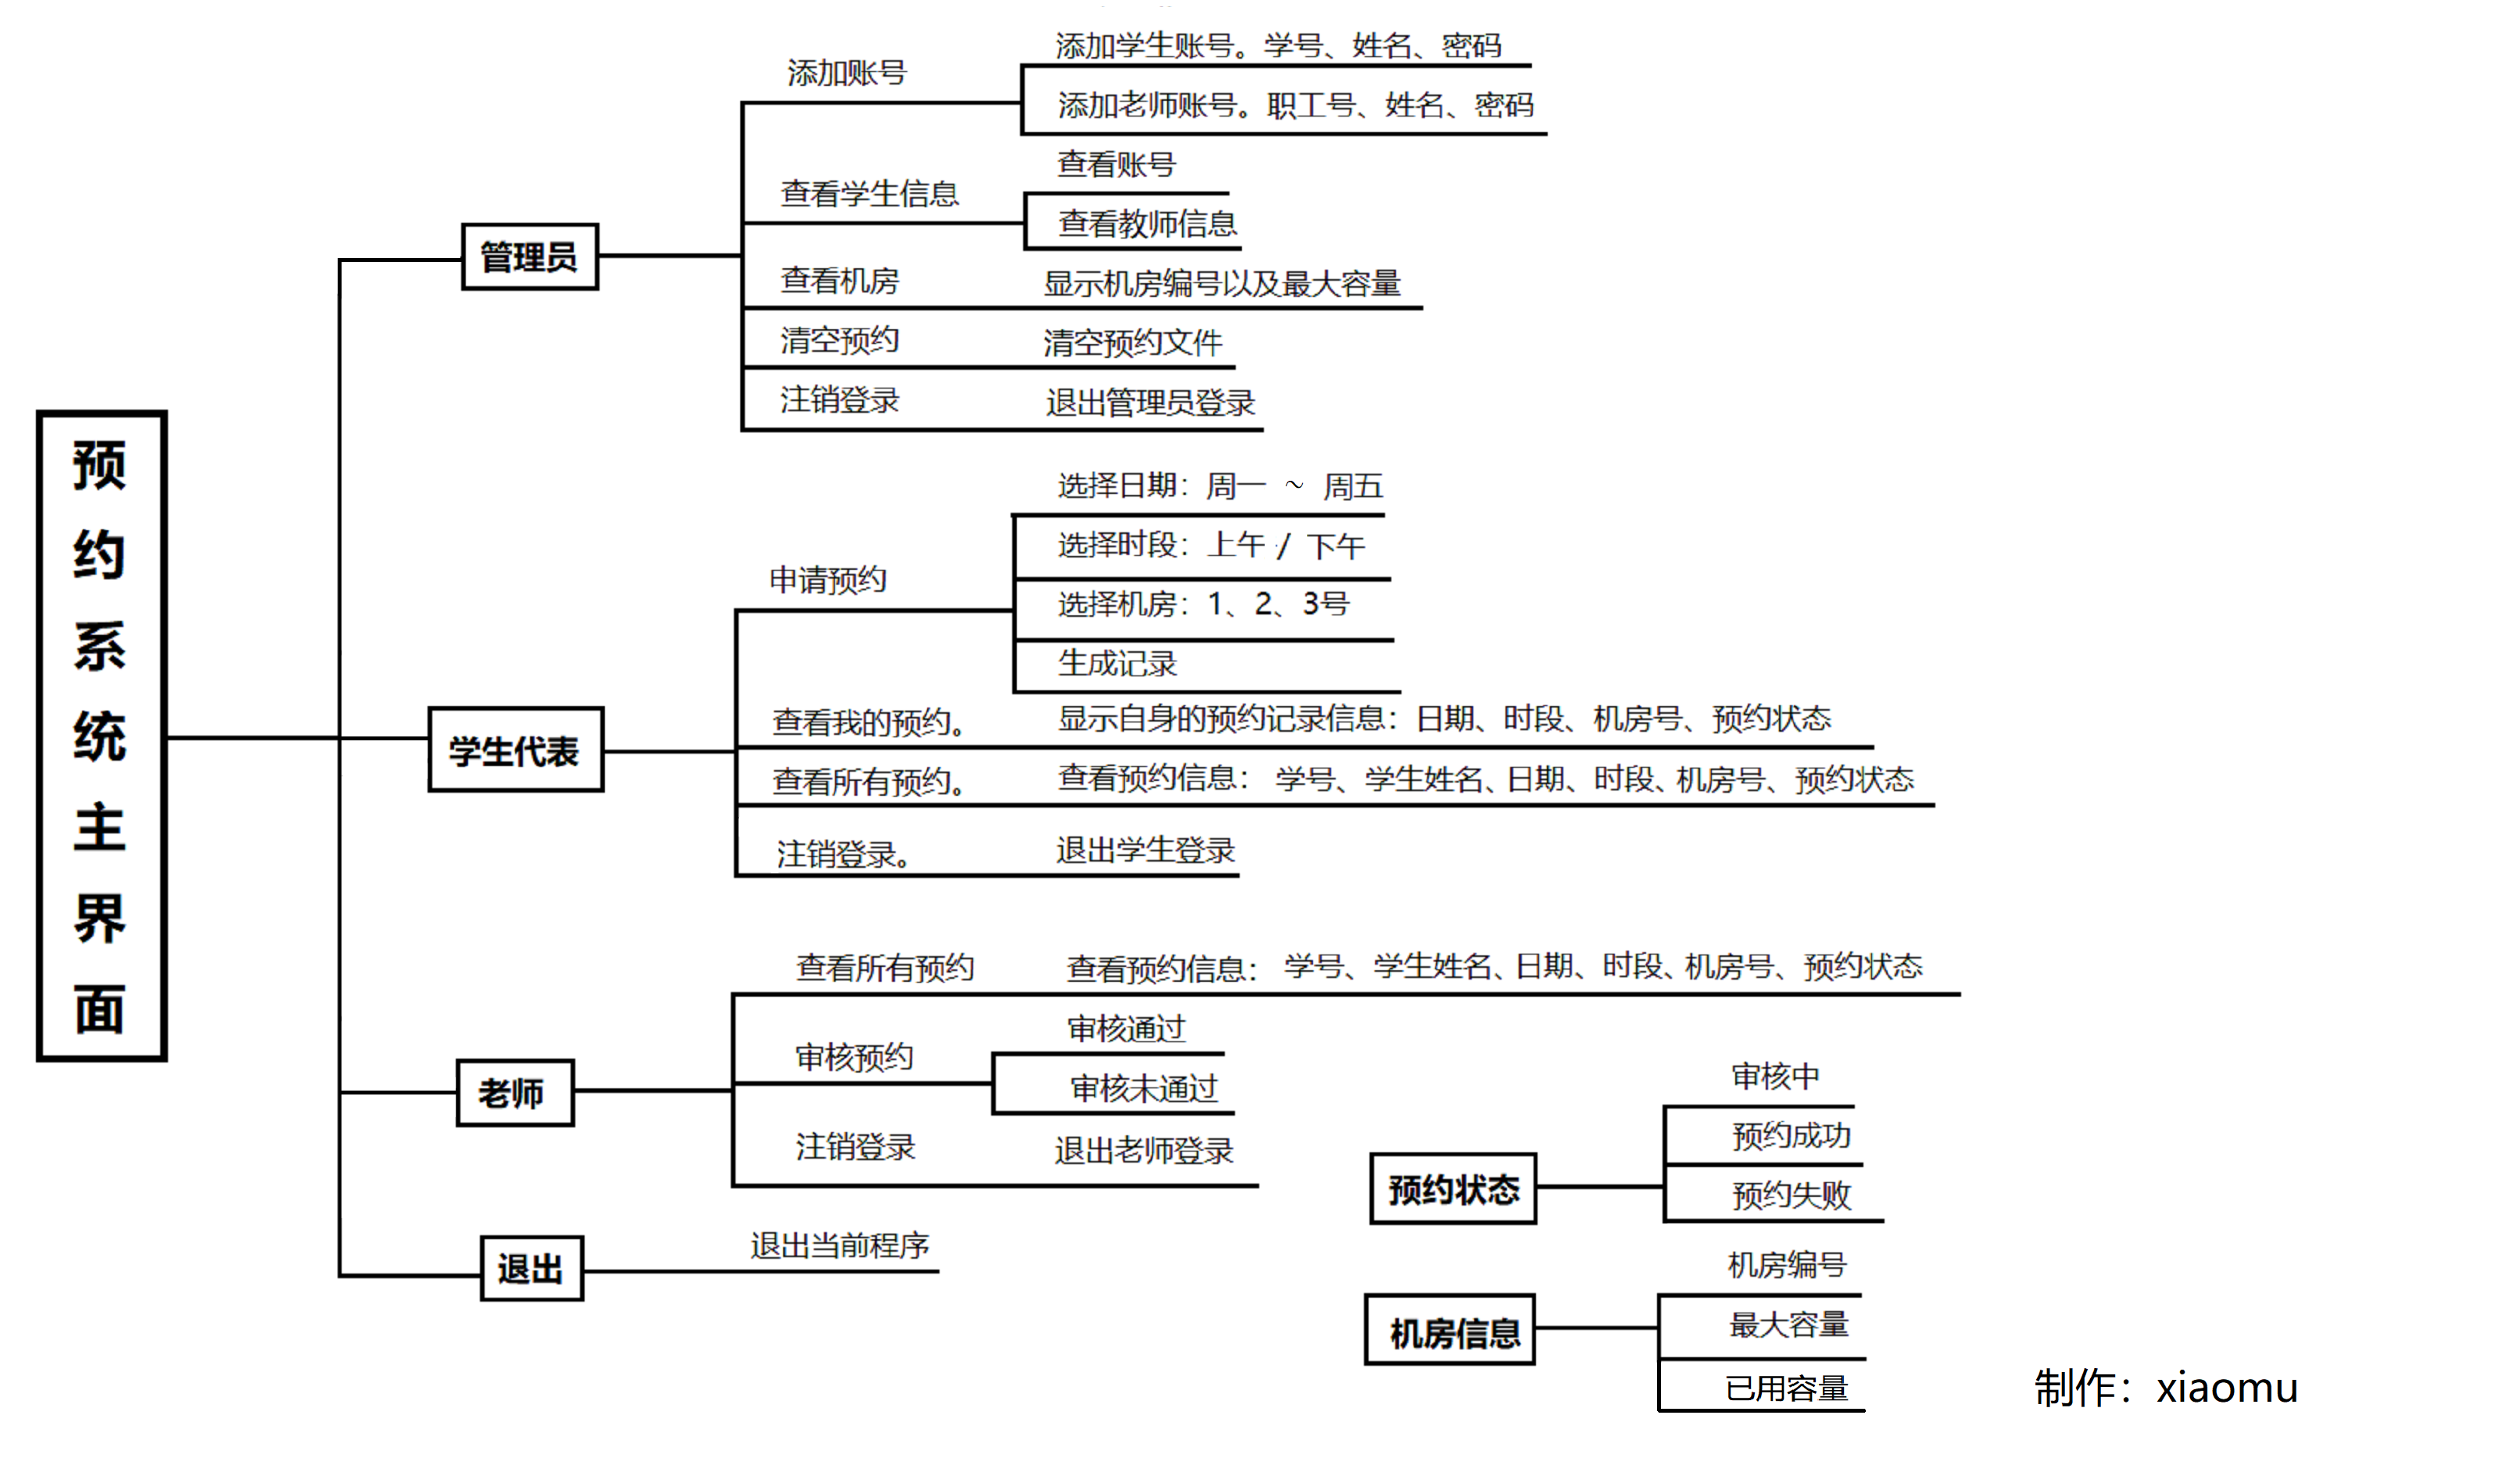 预约系统主界面
管理员
添加账号
添加学生账号。学号、姓名、密码
添加老师账号。职工号、姓名、密码
查看学生信息
查看账号
查看教师信息
查看机房
显示机房编号以及最大容量
清空预约
清空预约文件
注销登录
退出管理员登录
学生代表
申请预约
选择日期：周一 ~ 周五
选择时段：上午 / 下午
选择机房：1、2、3号
生成记录
查看我的预约。
显示自身的预约记录信息：日期、时段、机房号、预约状态
查看所有预约。
查看预约信息： 学号、学生姓名、日期、时段、机房号、预约状态
注销登录。
退出学生登录
老师
查看所有预约
查看预约信息： 学号、学生姓名、日期、时段、机房号、预约状态
审核预约
审核通过
审核未通过
注销登录
退出老师登录
退出
退出当前程序
预约状态
审核中
预约成功
预约失败
机房信息
机房编号
最大容量
已用容量
制作：xiaomu